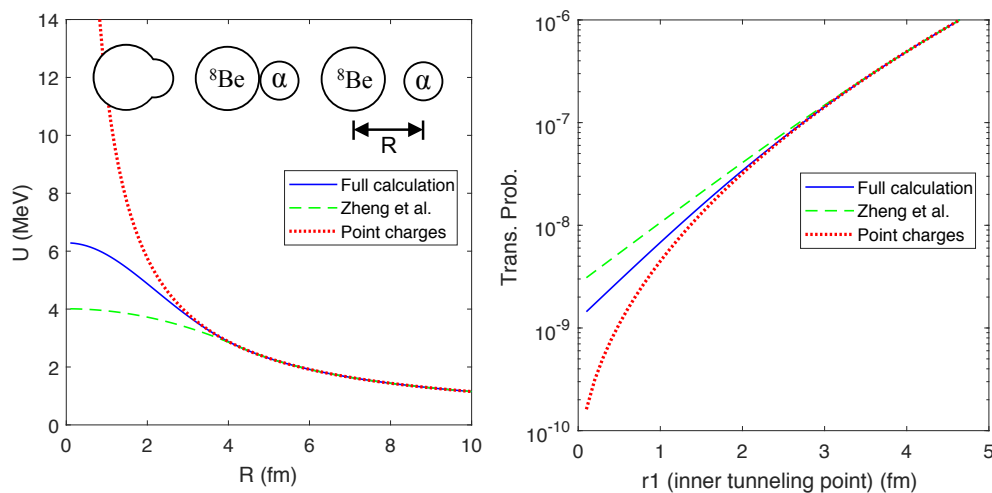 14
12
10
8
6
4
2
0
U (MeV)
⁸Be
α
⁸Be
α
R
Full calculation
Zheng et al.
Point charges
0
2
4
6
8
10
R (fm)
10⁻⁶
10⁻⁷
10⁻⁸
10⁻⁹
10⁻¹⁰
Trans. Prob.
Full calculation
Zheng et al.
Point charges
0
1
2
3
4
5
r1 (inner tunneling point) (fm)